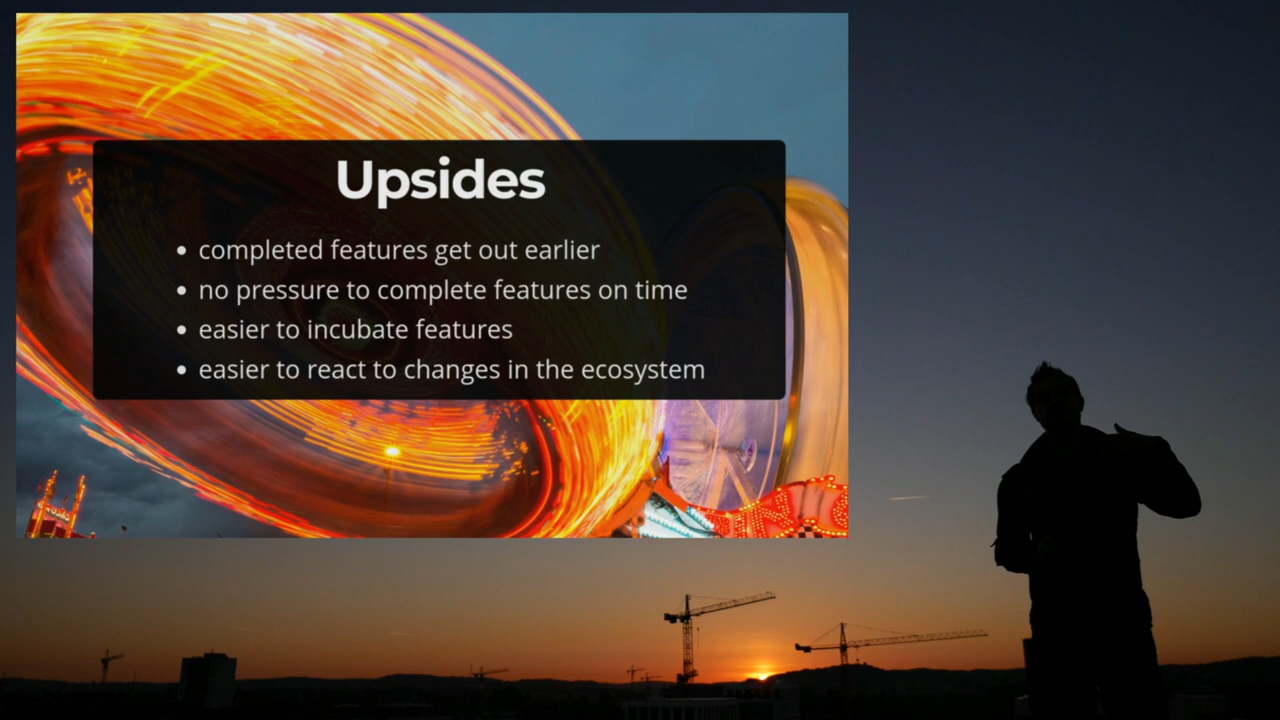 Upsides
• completed features get out earlier
• no pressure to complete features on time
• easier to incubate features
• easier to react to changes in the ecosystem